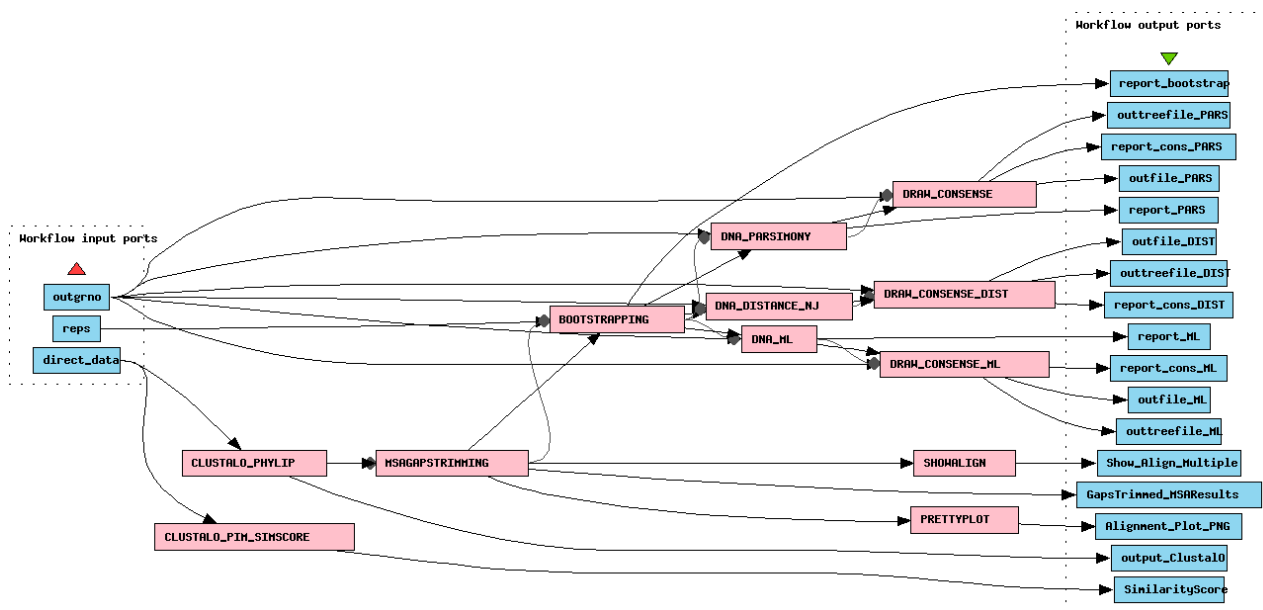 Workflow input ports
outgrno
reps
direct_data
CLUSTALO_PHYLIP
CLUSTALO_PIM_SIMSCORE
MSAGAPSTRIMMING
BOOTSTRAPPING
DNA_PARSIMONY
DNA_DISTANCE_NJ
DNA_ML
DRAW_CONSENSE
DRAW_CONSENSE_DIST
DRAW_CONSENSE_ML
SHOWALIGN
PRETTYPLOT
Workflow output ports
report_bootstrap
outtreefile_PARS
report_cons_PARS
outfile_PARS
report_PARS
outfile_DIST
outtreefile_DIST
report_cons_DIST
report_ML
report_cons_ML
outfile_ML
outtreefile_ML
Show_Align_Multiple
GapsTrimmed_MSAResults
Alignment_Plot_PNG
output_ClustalO
SimilarityScore